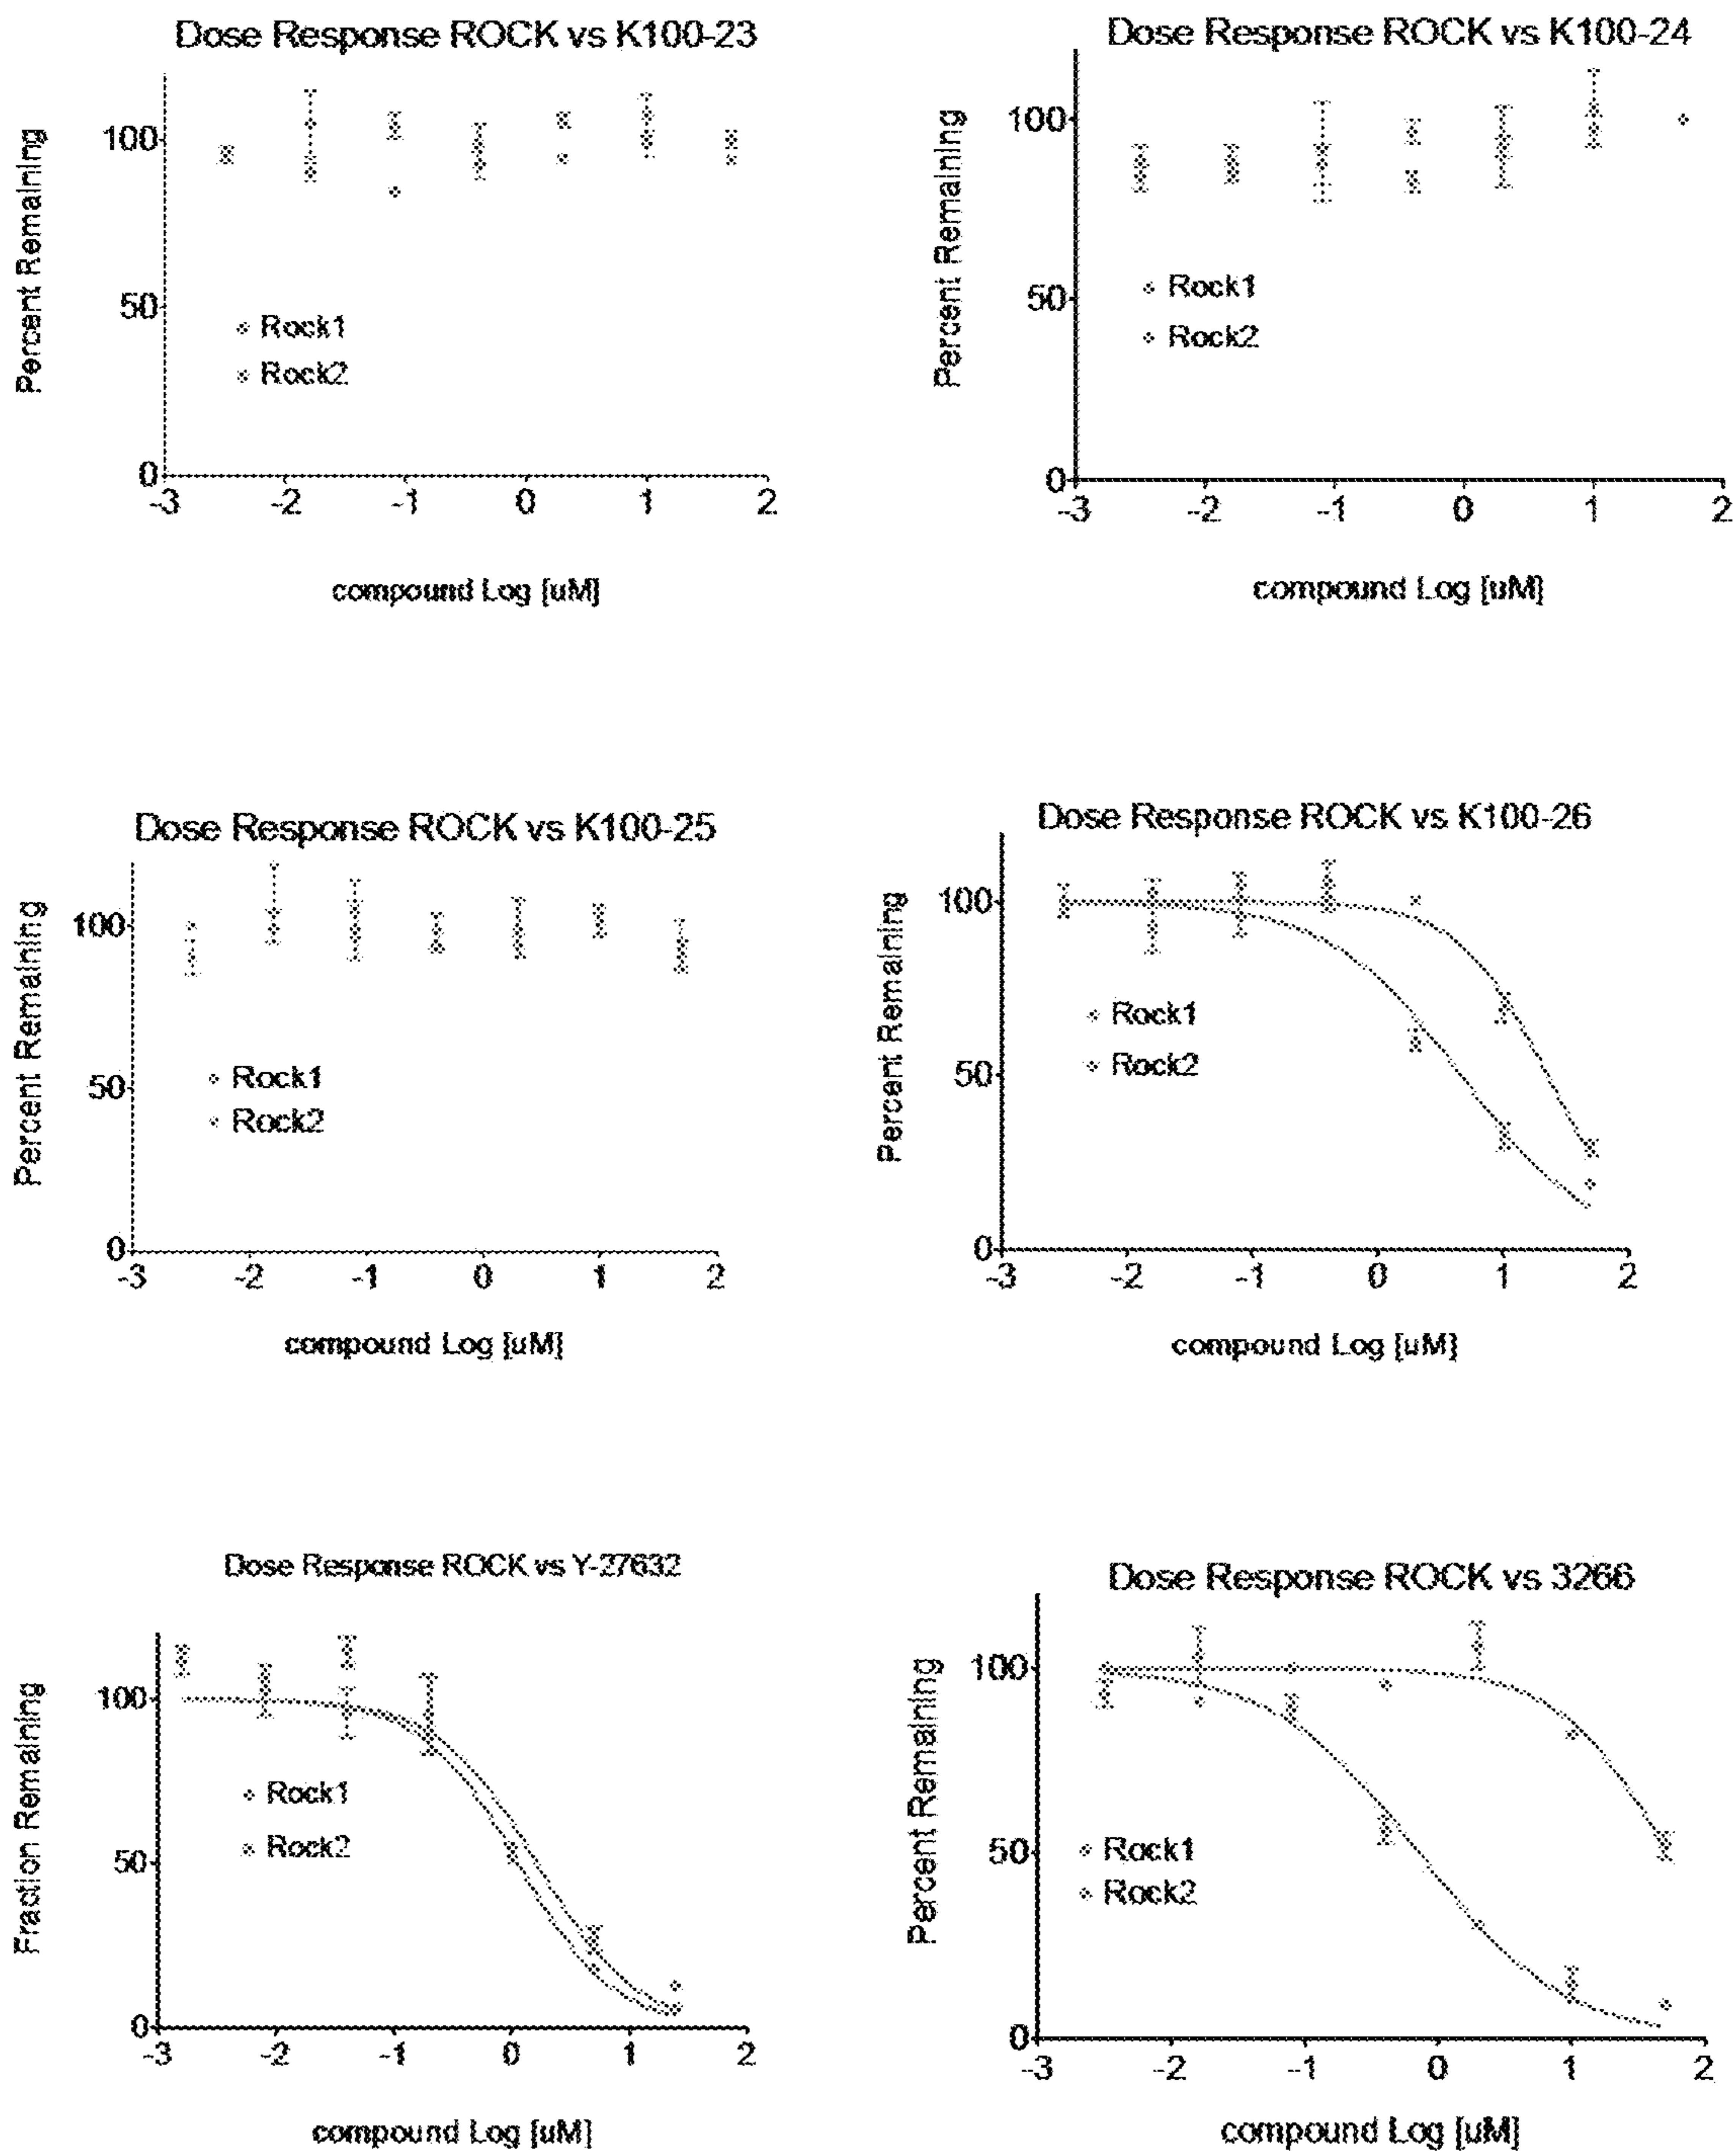 Dose Response ROCK vs K100-23
Percent Remaining
100
50
0
Rock1
Rock2
-3 -2 -1 0 1 2
compound Log [uM]
Dose Response ROCK vs K100-24
Percent Remaining
100
50
0
Rock1
Rock2
-3 -2 -1 0 1 2
compound Log [uM]
Dose Response ROCK vs K100-25
Percent Remaining
100
50
0
Rock1
Rock2
-3 -2 -1 0 1 2
compound Log [uM]
Dose Response ROCK vs K100-26
Percent Remaining
100
50
0
Rock1
Rock2
-3 -2 -1 0 1 2
compound Log [uM]
Dose Response ROCK vs Y-27632
Fraction Remaining
100
50
0
Rock1
Rock2
-3 -2 -1 0 1 2
compound Log [uM]
Dose Response ROCK vs 3266
Percent Remaining
100
50
0
Rock1
Rock2
-3 -2 -1 0 1 2
compound Log [uM]